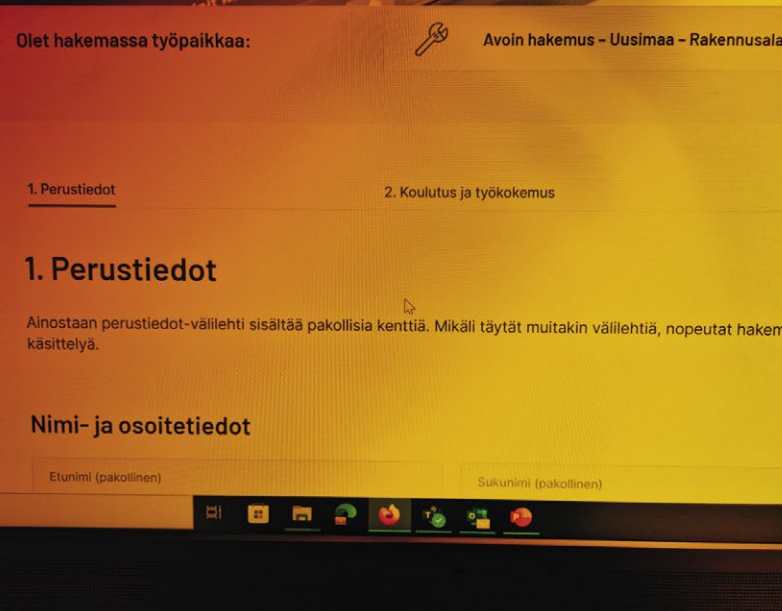 Olet hakemassa työpaikkaa:
Avoin hakemus – Uusimaa – Rakennusala
1. Perustiedot
2. Koulutus ja työkokemus
1. Perustiedot
Ainostaan perustiedot-välilehti sisältää pakollisia kenttiä. Mikäli täytät muitakin välilehtiä, nopeutat hakem
käsittelyä.
Nimi- ja osoitetiedot
Etunimi (pakollinen)
Sukunimi (pakollinen)